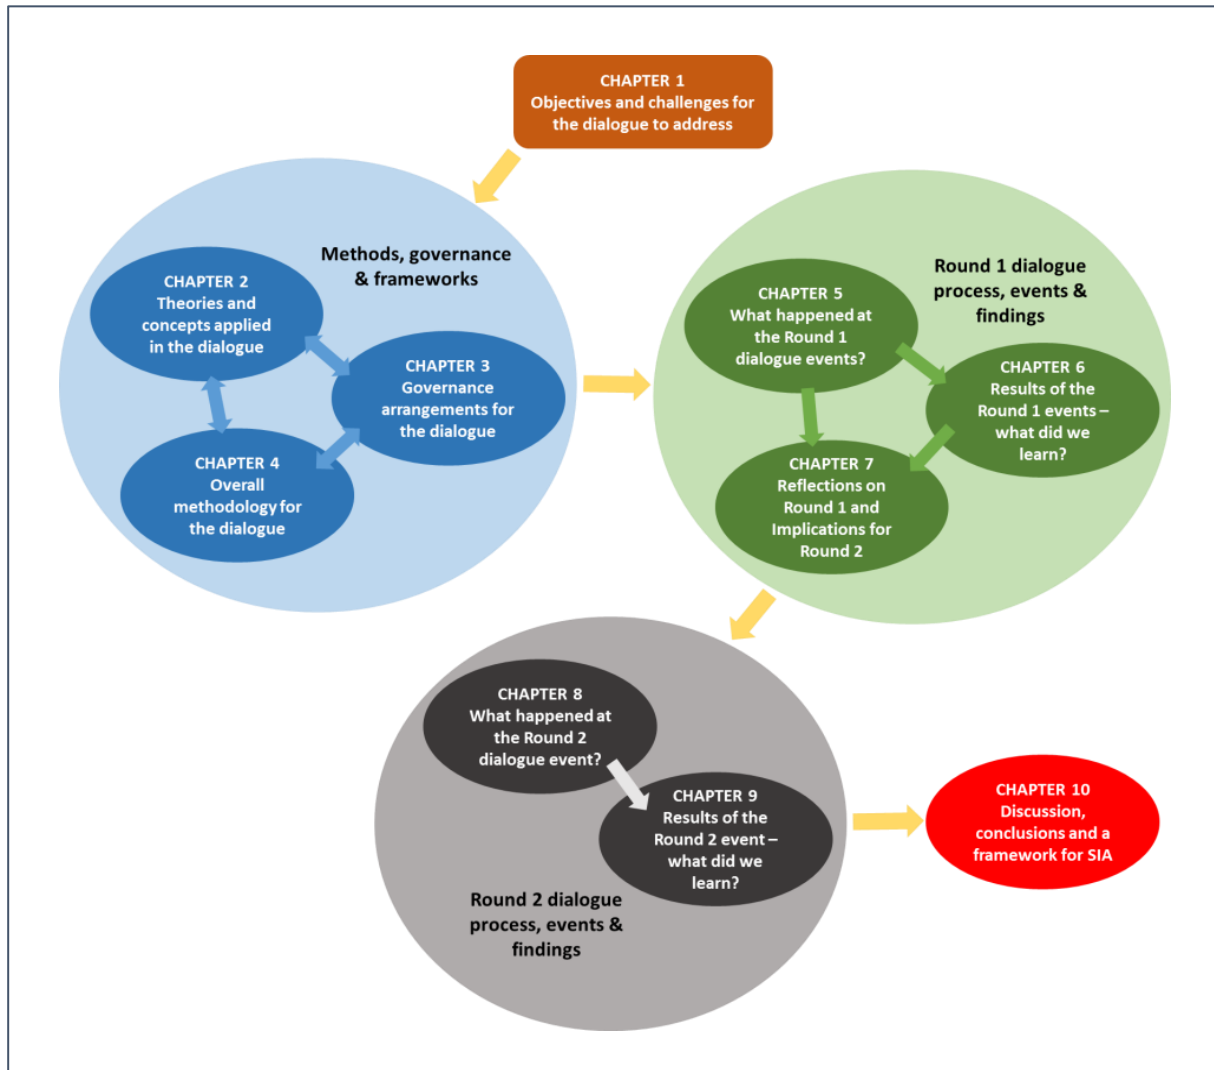 CHAPTER 1
Objectives and challenges for
the dialogue to address
Methods, governance
& frameworks
CHAPTER 2
Theories and
concepts applied
in the dialogue
CHAPTER 3
Governance
arrangements for
the dialogue
CHAPTER 4
Overall
methodology for
the dialogue
Round 1 dialogue
process, events &
findings
CHAPTER 5
What happened at
the Round 1
dialogue events?
CHAPTER 6
Results of the
Round 1 events –
what did we
learn?
CHAPTER 7
Reflections on
Round 1 and
Implications for
Round 2
CHAPTER 8
What happened at
the Round 2
dialogue event?
CHAPTER 9
Results of the
Round 2 event –
what did we
learn?
Round 2 dialogue
process, events &
findings
CHAPTER 10
Discussion,
conclusions and a
framework for SIA